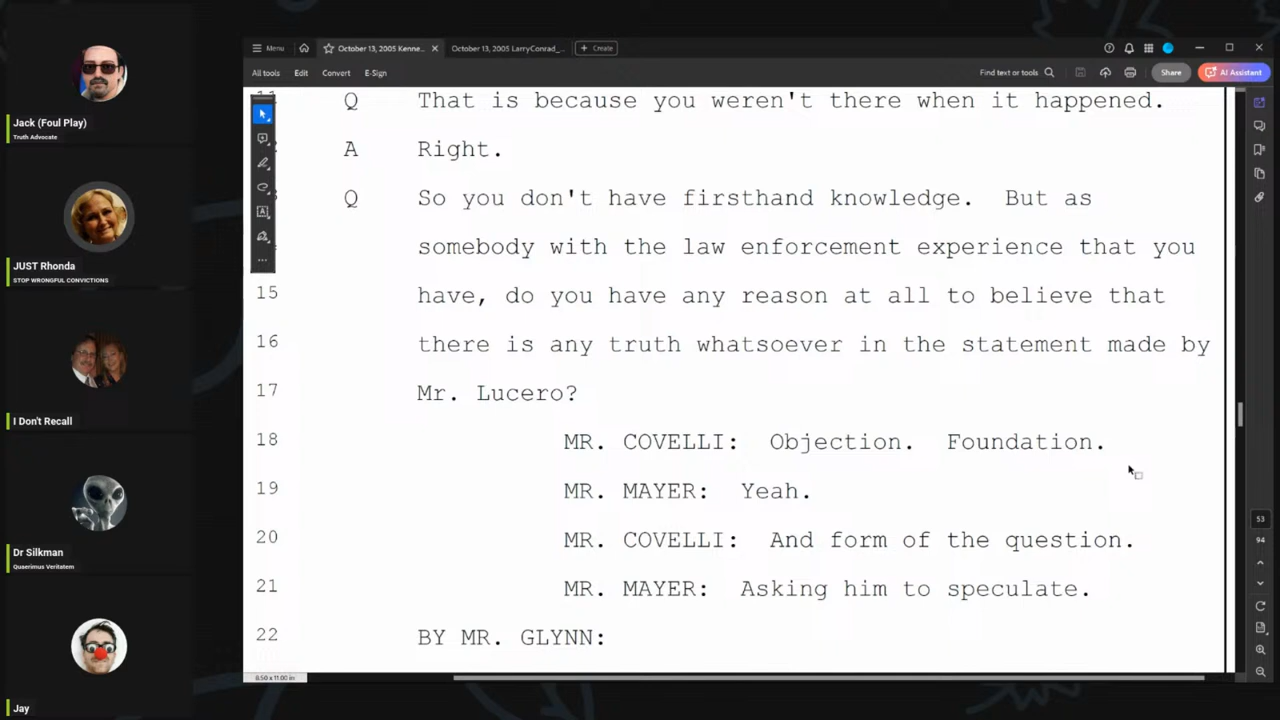 Jack (Foul Play)
Truth Advocate
JUST Rhonda
STOP WRONGFUL CONVICTIONS
I Don't Recall
Dr Silkman
Quaerimus Veritatem
Jay
Menu
October 13, 2005 Kenne...
October 13, 2005 LarryConrad_...
Create
All tools
Edit
Convert
E-Sign
Find text or tools
Share
AI Assistant
11 Q That is because you weren't there when it happened.
A Right.
Q So you don't have firsthand knowledge. But as
somebody with the law enforcement experience that you
15 have, do you have any reason at all to believe that
16 there is any truth whatsoever in the statement made by
17 Mr. Lucero?
18 MR. COVELLI: Objection. Foundation.
19 MR. MAYER: Yeah.
20 MR. COVELLI: And form of the question.
21 MR. MAYER: Asking him to speculate.
22 BY MR. GLYNN:
53
94
8.50 x 11.00 in